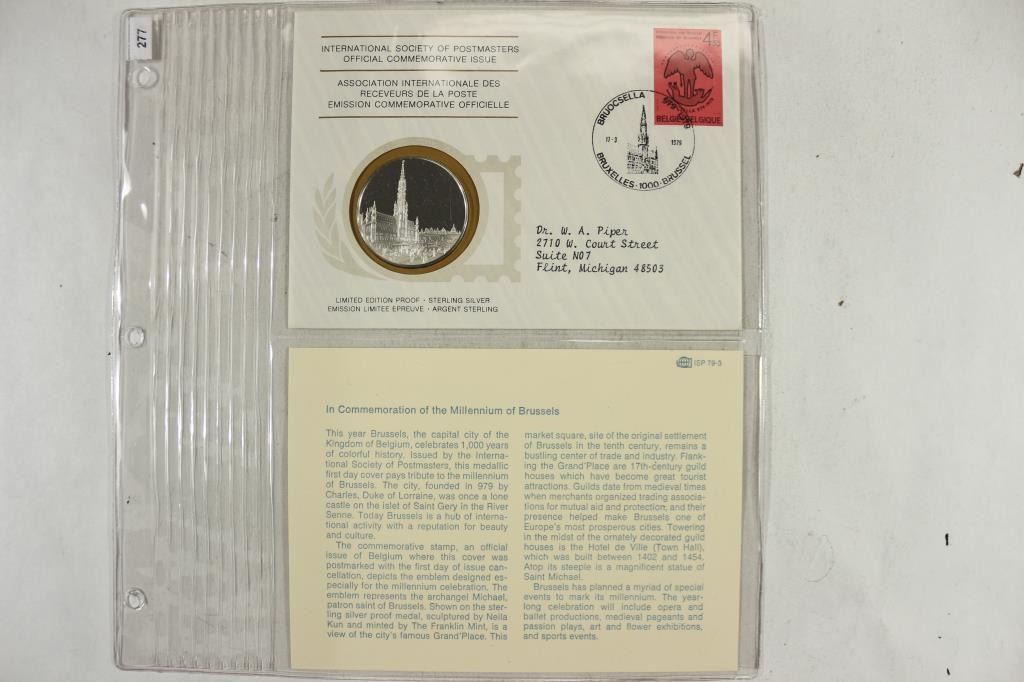 277
INTERNATIONAL SOCIETY OF POSTMASTERS
OFFICIAL COMMEMORATIVE ISSUE
ASSOCIATION INTERNATIONALE DES
RECEVEURS DE LA POSTE
EMISSION COMMEMORATIVE OFFICIELLE
BELGIE-BELGIQUE
BRUOCSELLA
17-3 1979
BRUXELLES - 1000 - BRUSSEL
Dr. W. A. Piper
2710 W. Court Street
Suite NO7
Flint, Michigan 48503
LIMITED EDITION PROOF · STERLING SILVER
EMISSION LIMITEE EPREUVE · ARGENT STERLING
ISP 79-3
In Commemoration of the Millennium of Brussels
This year Brussels, the capital city of the
Kingdom of Belgium, celebrates 1,000 years
of colorful history. Issued by the Interna-
tional Society of Postmasters, this medallic
first day cover pays tribute to the millennium
of Brussels. The city, founded in 979 by
Charles, Duke of Lorraine, was once a lone
castle on the islet of Saint Gery in the River
Senne. Today Brussels is a hub of interna-
tional activity with a reputation for beauty
and culture.
The commemorative stamp, an official
issue of Belgium where this cover was
postmarked with the first day of issue can-
cellation, depicts the emblem designed es-
pecially for the millennium celebration. The
emblem represents the archangel Michael,
patron saint of Brussels. Shown on the ster-
ling silver proof medal, sculptured by Neila
Kun and minted by The Franklin Mint, is a
view of the city's famous Grand'Place. This
market square, site of the original settlement
of Brussels in the tenth century, remains a
bustling center of trade and industry. Flank-
ing the Grand'Place are 17th-century guild
houses which have become great tourist
attractions. Guilds date from medieval times
when merchants organized trading associa-
tions for mutual aid and protection, and their
presence helped make Brussels one of
Europe's most prosperous cities. Towering
in the midst of the ornately decorated guild
houses is the Hotel de Ville (Town Hall),
which was built between 1402 and 1454.
Atop its steeple is a magnificent statue of
Saint Michael.
Brussels has planned a myriad of special
events to mark its millennium. The year-
long celebration will include opera and
ballet productions, medieval pageants and
passion plays, art and flower exhibitions,
and sports events.